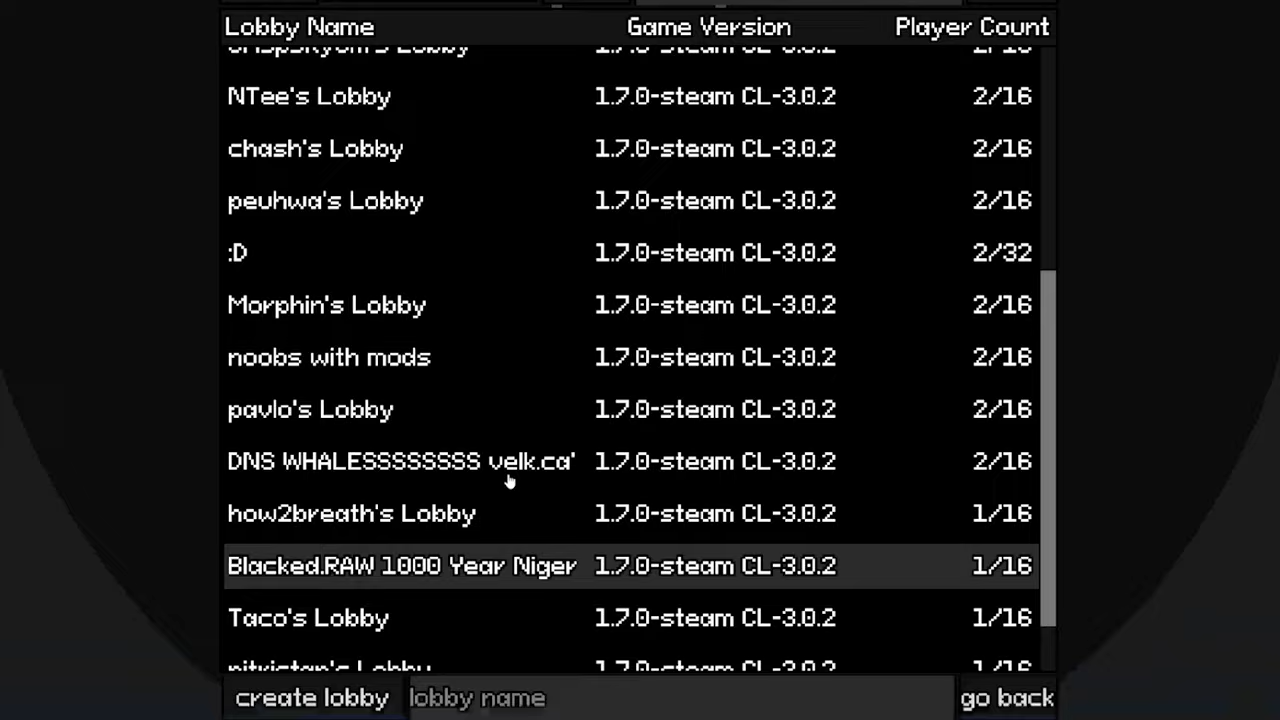 Lobby Name Game Version Player Count
NTee's Lobby 1.7.0-steam CL-3.0.2 2/16
chash's Lobby 1.7.0-steam CL-3.0.2 2/16
peuhwa's Lobby 1.7.0-steam CL-3.0.2 2/16
:D 1.7.0-steam CL-3.0.2 2/32
Morphin's Lobby 1.7.0-steam CL-3.0.2 2/16
noobs with mods 1.7.0-steam CL-3.0.2 2/16
pavlo's Lobby 1.7.0-steam CL-3.0.2 2/16
DNS WHALESSSSSSSSS velk.ca' 1.7.0-steam CL-3.0.2 2/16
how2breath's Lobby 1.7.0-steam CL-3.0.2 1/16
Blacked.RAW 1000 Year Niger 1.7.0-steam CL-3.0.2 1/16
Taco's Lobby 1.7.0-steam CL-3.0.2 1/16
create lobby lobby name go back